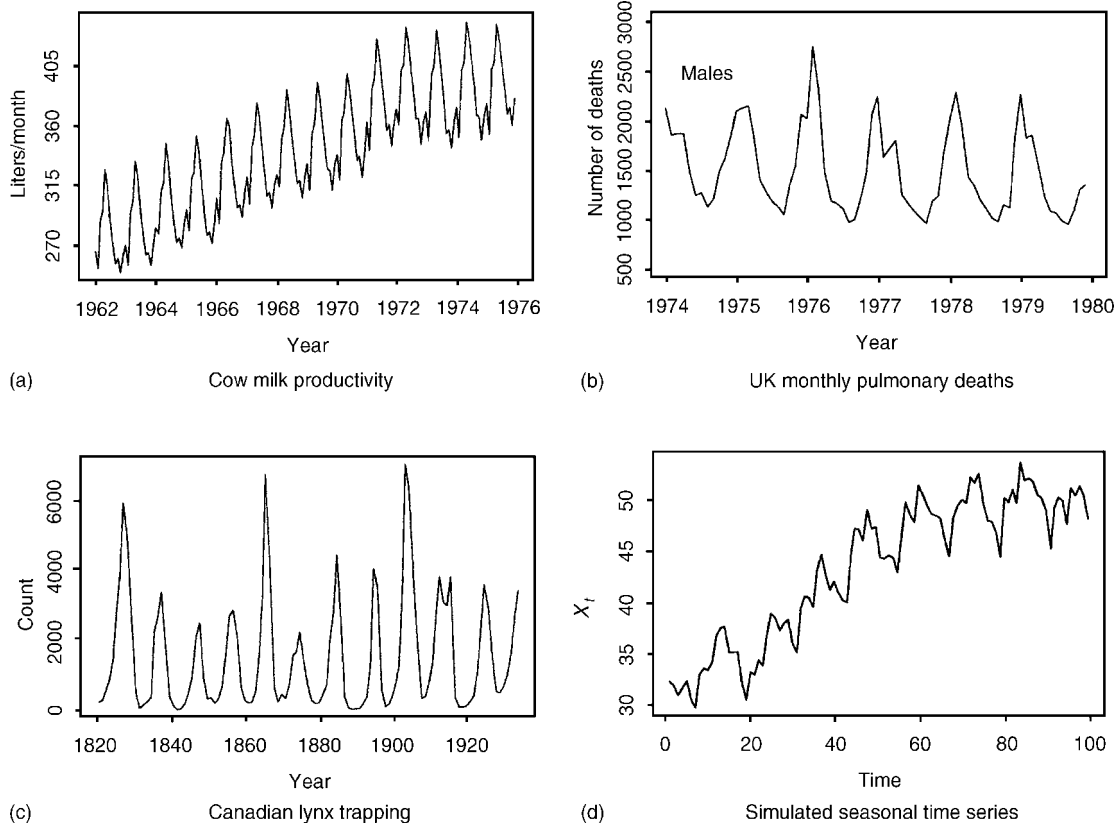 405
360
315
270
Liters/month
1962 1964 1966 1968 1970 1972 1974 1976
Year
(a) Cow milk productivity
3000
2500
2000
1500
1000
500
Number of deaths
Males
1974 1975 1976 1977 1978 1979 1980
Year
(b) UK monthly pulmonary deaths
6000
4000
2000
0
Count
1820 1840 1860 1880 1900 1920
Year
(c) Canadian lynx trapping
50
45
40
35
30
X t
0 20 40 60 80 100
Time
(d) Simulated seasonal time series